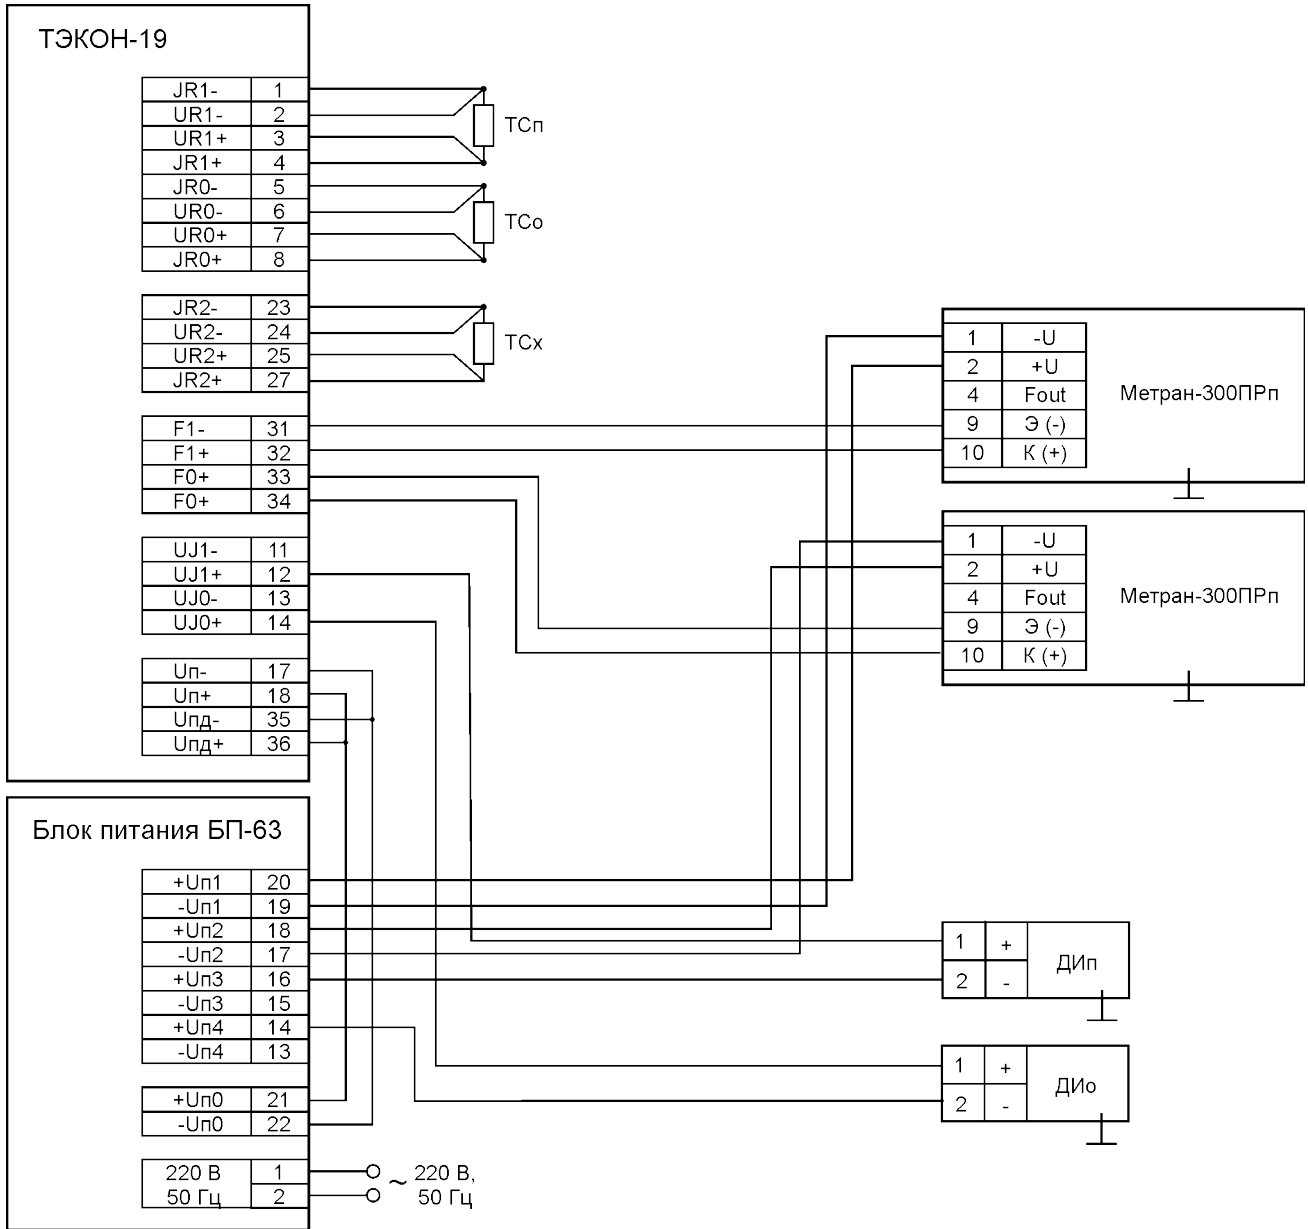 ТЭКОН-19
JR1- 1
UR1- 2
UR1+ 3
JR1+ 4
ТСп
JR0- 5
UR0- 6
UR0+ 7
JR0+ 8
ТСо
JR2- 23
UR2- 24
UR2+ 25
JR2+ 27
ТСх
F1- 31
F1+ 32
F0+ 33
F0+ 34
UJ1- 11
UJ1+ 12
UJ0- 13
UJ0+ 14
Uп- 17
Uп+ 18
Uпд- 35
Uпд+ 36
1 -U
2 +U
4 Fout
9 Э (-)
10 К (+)
Метран-300ПРп
1 -U
2 +U
4 Fout
9 Э (-)
10 К (+)
Метран-300ПРп
Блок питания БП-63
+Uп1 20
-Uп1 19
+Uп2 18
-Uп2 17
+Uп3 16
-Uп3 15
+Uп4 14
-Uп4 13
+Uп0 21
-Uп0 22
220 В 1
50 Гц 2
~ 220 В,
50 Гц
1 +
2 -
ДИп
1 +
2 -
ДИо